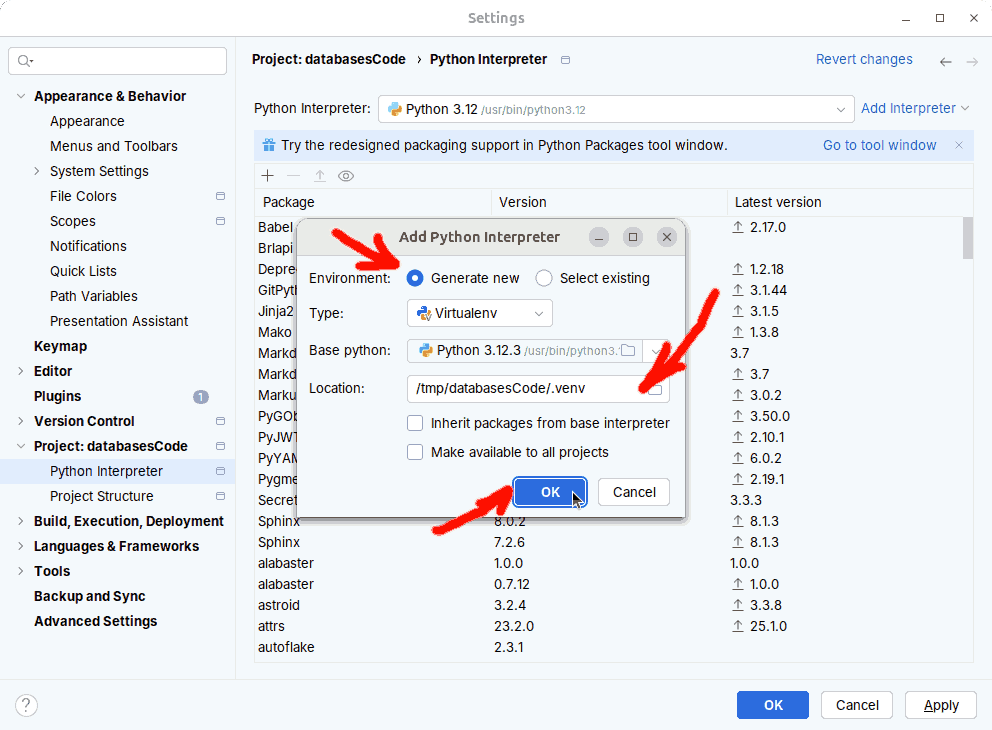 Settings
Project: databasesCode › Python Interpreter
Revert changes
Appearance & Behavior
Appearance
Menus and Toolbars
System Settings
File Colors
Scopes
Notifications
Quick Lists
Path Variables
Presentation Assistant
Keymap
Editor
Plugins 1
Version Control
Project: databasesCode
Python Interpreter
Project Structure
Build, Execution, Deployment
Languages & Frameworks
Tools
Backup and Sync
Advanced Settings
?
Python Interpreter: Python 3.12 /usr/bin/python3.12 Add Interpreter
Try the redesigned packaging support in Python Packages tool window. Go to tool window
Package Version Latest version
Babel 2.17.0
Brlapi
Depre 1.2.18
GitPyth 3.1.44
Jinja2 3.1.5
Mako 1.3.8
Markd 3.7
Markd 3.7
Marku 3.0.2
PyGOb 3.50.0
PyJWT 2.10.1
PyYAM 6.0.2
Pygme 2.19.1
Secret 3.3.3
Sphinx 8.0.2 8.1.3
Sphinx 7.2.6 8.1.3
alabaster 1.0.0 1.0.0
alabaster 0.7.12 1.0.0
astroid 3.2.4 3.3.8
attrs 23.2.0 25.1.0
autoflake 2.3.1
Add Python Interpreter
Environment: Generate new Select existing
Type: Virtualenv
Base python: Python 3.12.3 /usr/bin/python3.
Location: /tmp/databasesCode/.venv
Inherit packages from base interpreter
Make available to all projects
OK Cancel
OK Cancel Apply